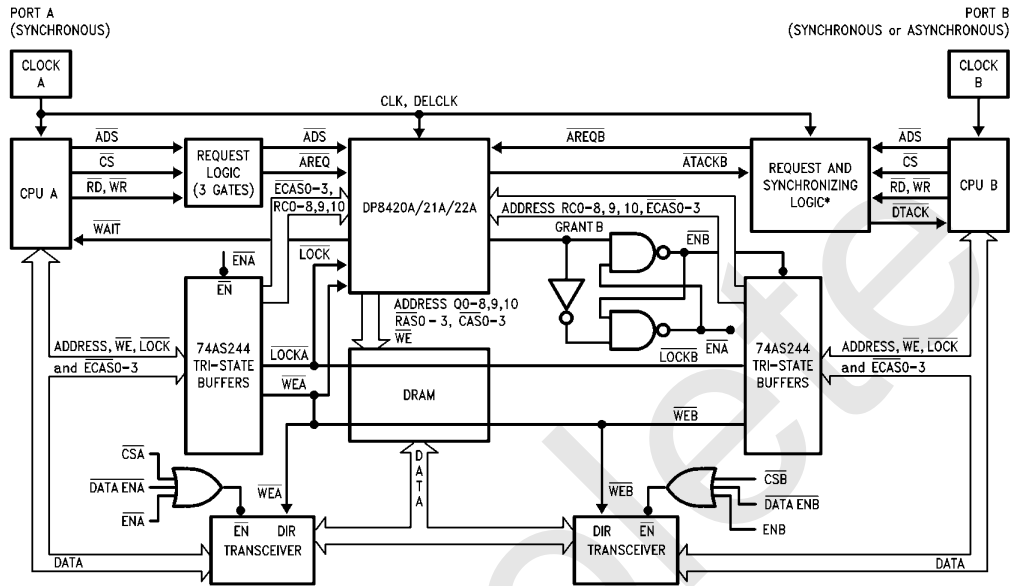 PORT A
(SYNCHRONOUS)
PORT B
(SYNCHRONOUS or ASYNCHRONOUS)
CLOCK
A
CLOCK
B
CLK, DELCLK
CPU A
ADS
CS
RD, WR
WAIT
REQUEST
LOGIC
(3 GATES)
ADS
AREQ
ECAS0-3,
RC0-8,9,10
DP8420A/21A/22A
AREQB
ATACKB
ADDRESS RC0-8, 9, 10, ECAS0-3
REQUEST AND
SYNCHRONIZING
LOGIC*
ADS
CS
RD, WR
DTACK
CPU B
GRANT B
ENB
ENA
LOCK
ENA
EN
74AS244
TRI-STATE
BUFFERS
ADDRESS, WE, LOCK
and ECAS0-3
ADDRESS Q0-8,9,10
RAS0-3, CAS0-3
WE
LOCKA
LOCKB
WEA
WEB
DRAM
74AS244
TRI-STATE
BUFFERS
ADDRESS, WE, LOCK
and ECAS0-3
CSA
DATA ENA
ENA
WEA
DATA
WEB
CSB
DATA ENB
ENB
EN DIR
TRANSCEIVER
DIR EN
TRANSCEIVER
DATA
DATA